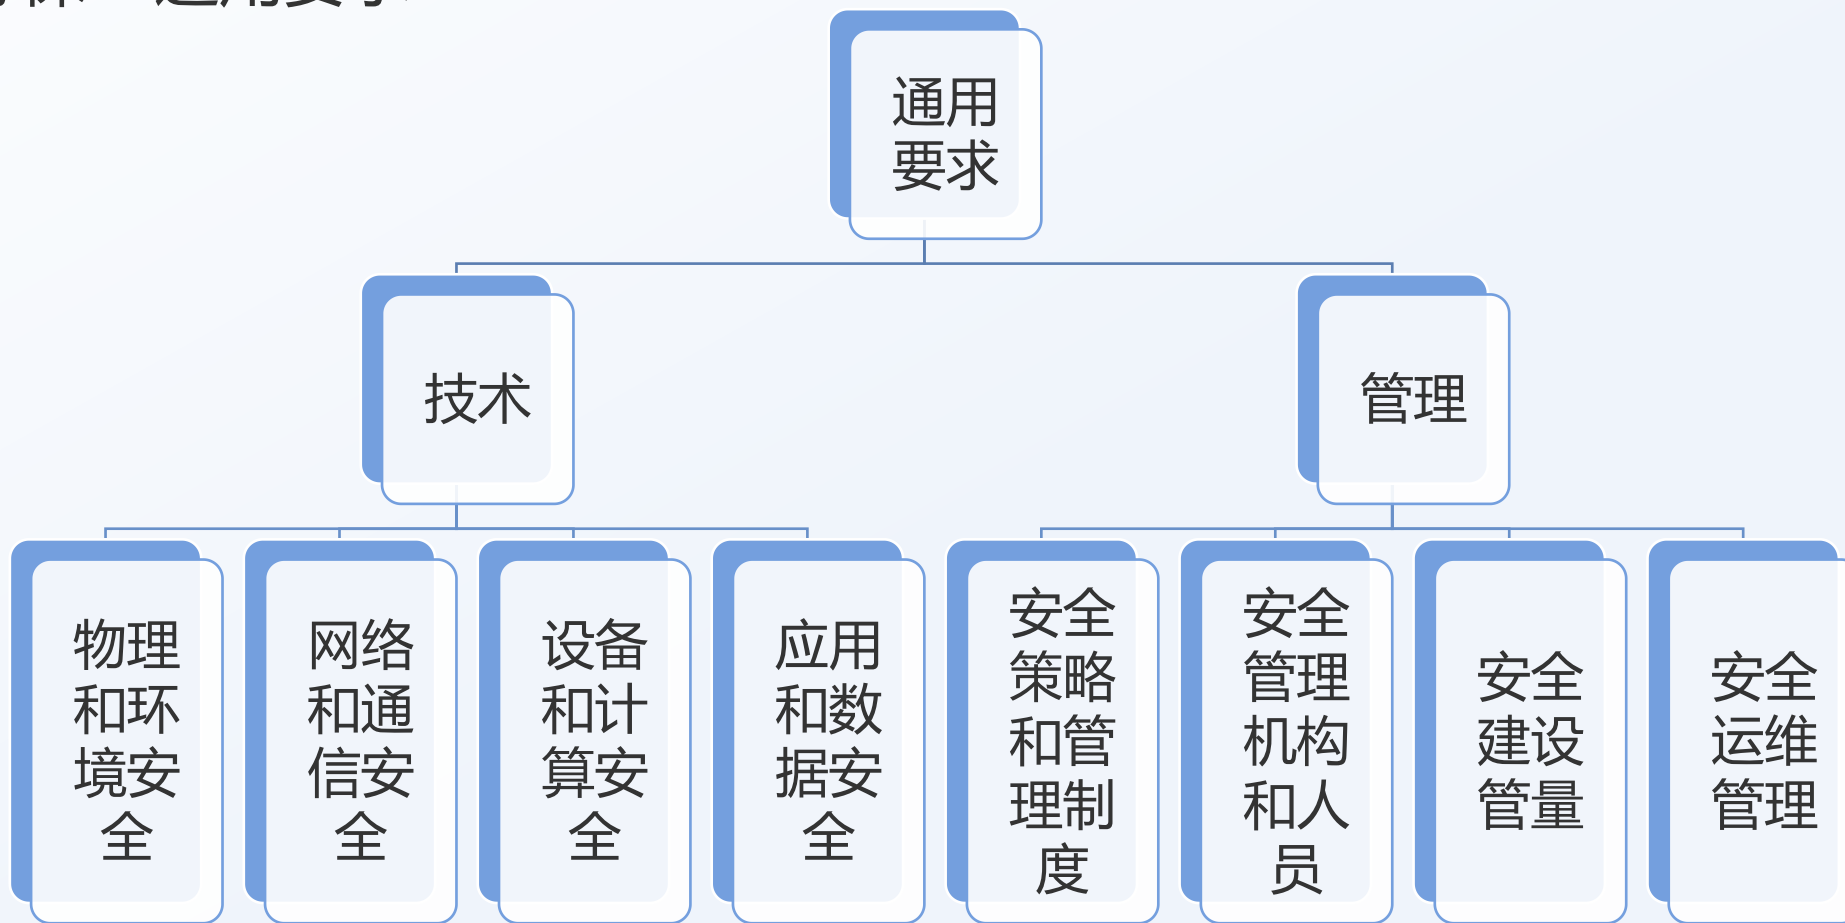 通用
要求
技术
管理
物理
和环
境安
全
网络
和通
信安
全
设备
和计
算安
全
应用
和数
据安
全
安全
策略
和管
理制
度
安全
管理
机构
和人
员
安全
建设
管量
安全
运维
管理